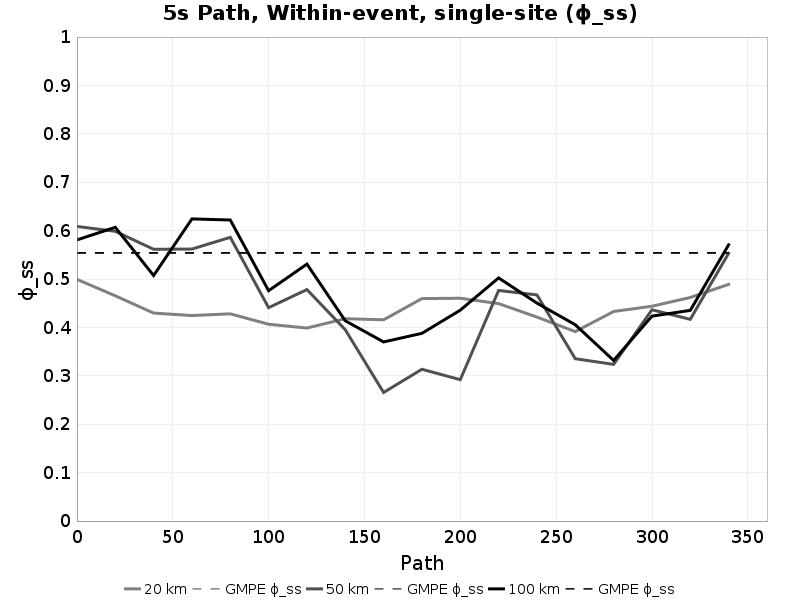 5s Path, Within-event, single-site (ϕ_ss)
1
0.9
0.8
0.7
0.6
0.5
0.4
0.3
0.2
0.1
0
ϕ_ss
0 50 100 150 200 250 300 350
Path
20 km GMPE ϕ_ss 50 km GMPE ϕ_ss 100 km GMPE ϕ_ss